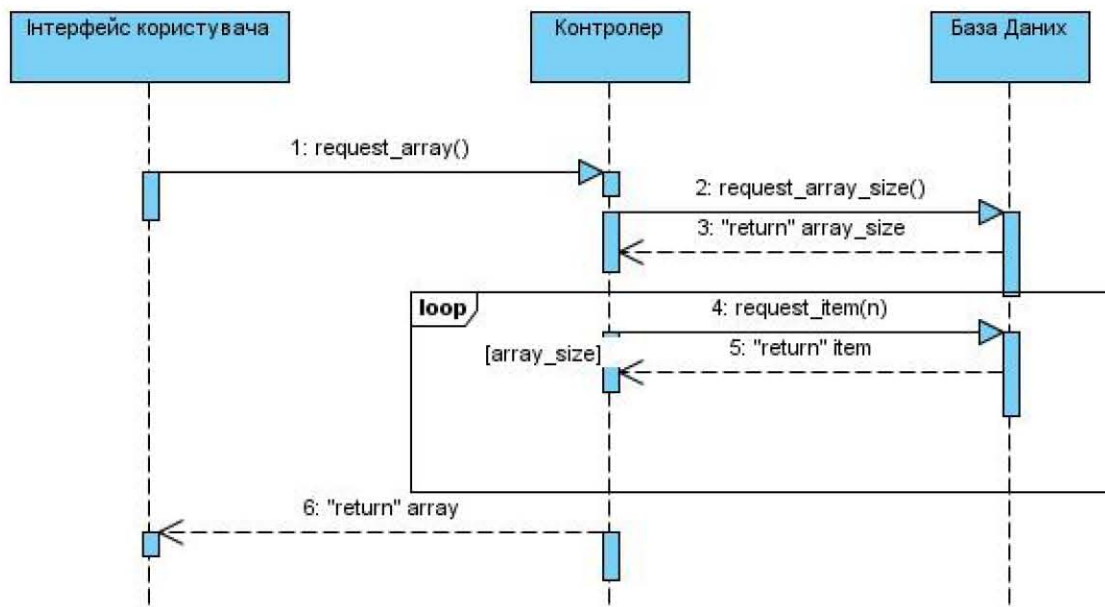 Інтерфейс користувача
Контролер
База Даних
1: request_array()
2: request_array_size()
3: "return" array_size
loop
4: request_item(n)
[array_size]
5: "return" item
6: "return" array